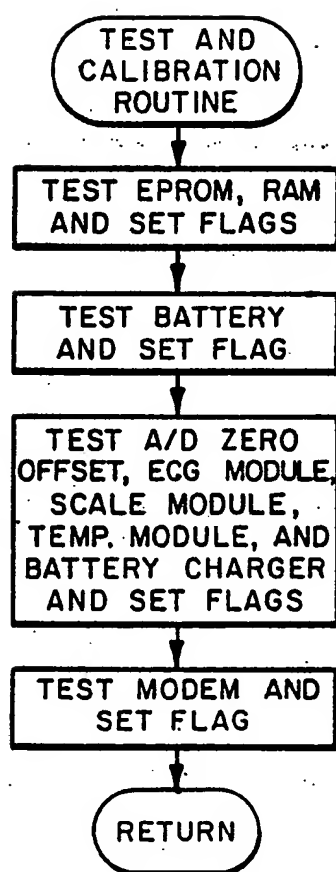 TEST AND
CALIBRATION
ROUTINE
TEST EPROM, RAM
AND SET FLAGS
TEST BATTERY
AND SET FLAG
TEST A/D ZERO
OFFSET, ECG MODULE,
SCALE MODULE,
TEMP. MODULE, AND
BATTERY CHARGER
AND SET FLAGS
TEST MODEM AND
SET FLAG
RETURN